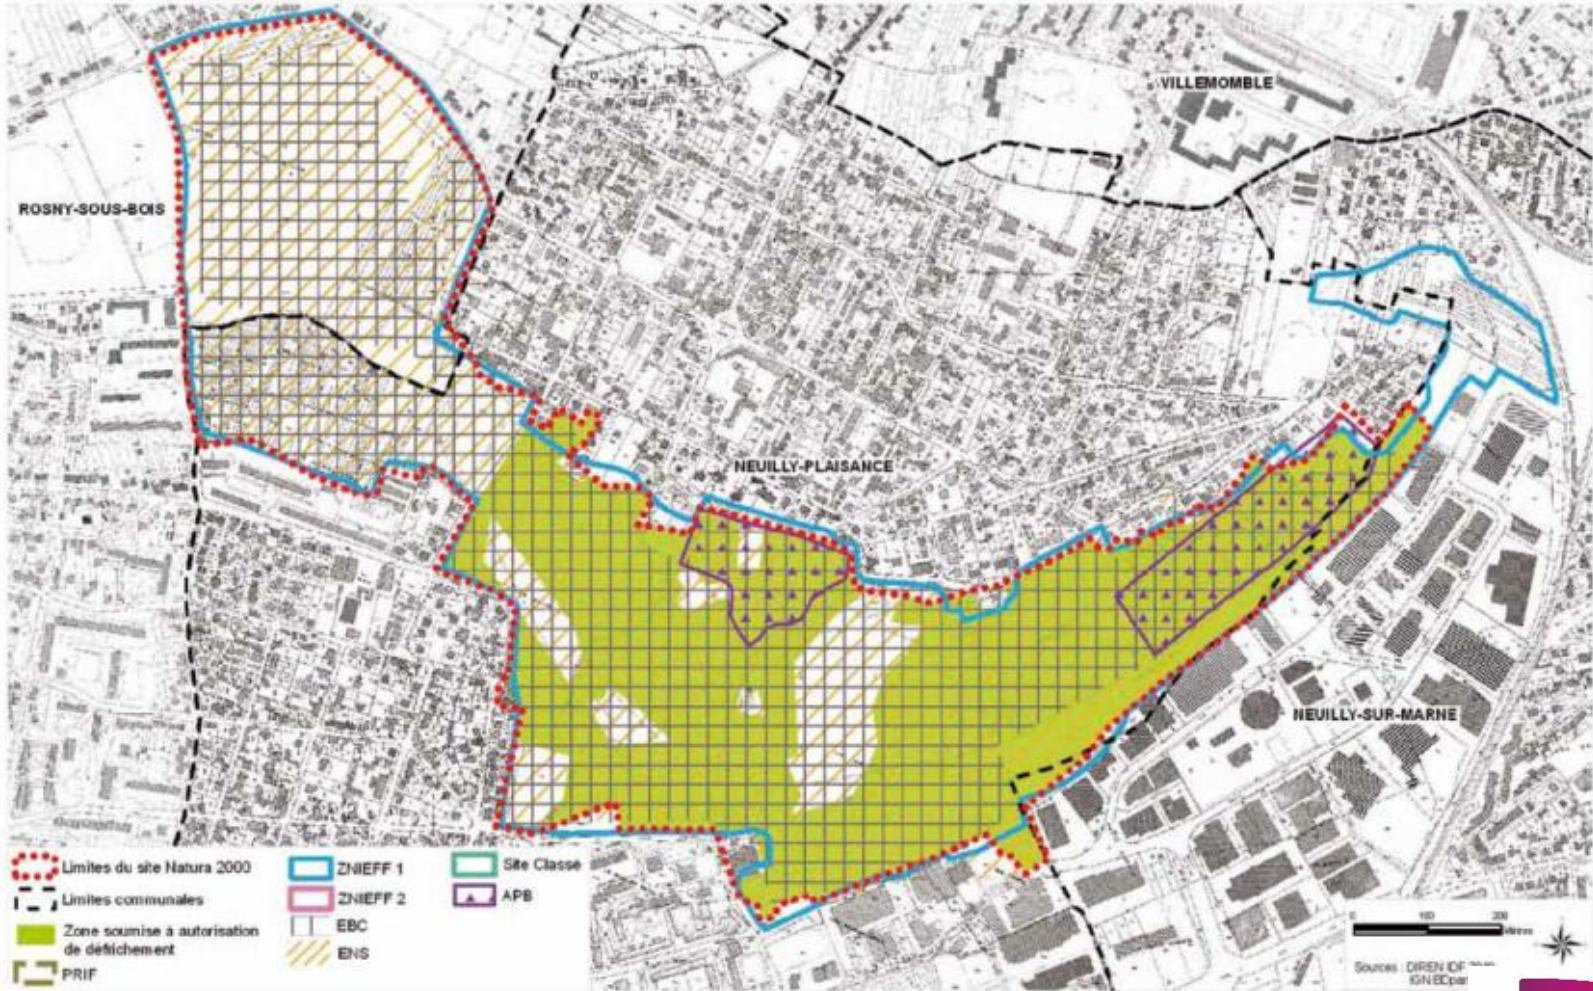 VILLEMOMBLE
ROSNY-SOUS-BOIS
NEUILLY-PLAISANCE
NEUILLY-SUR-MARNE
Limites du site Natura 2000
Limites communales
Zone soumise à autorisation
de défrichement
PRIF
ZNIEFF 1
ZNIEFF 2
EBC
ENS
Site Classé
APB
0 100 200
Mètres
Sources : DIREN IDF
IGN BDpar